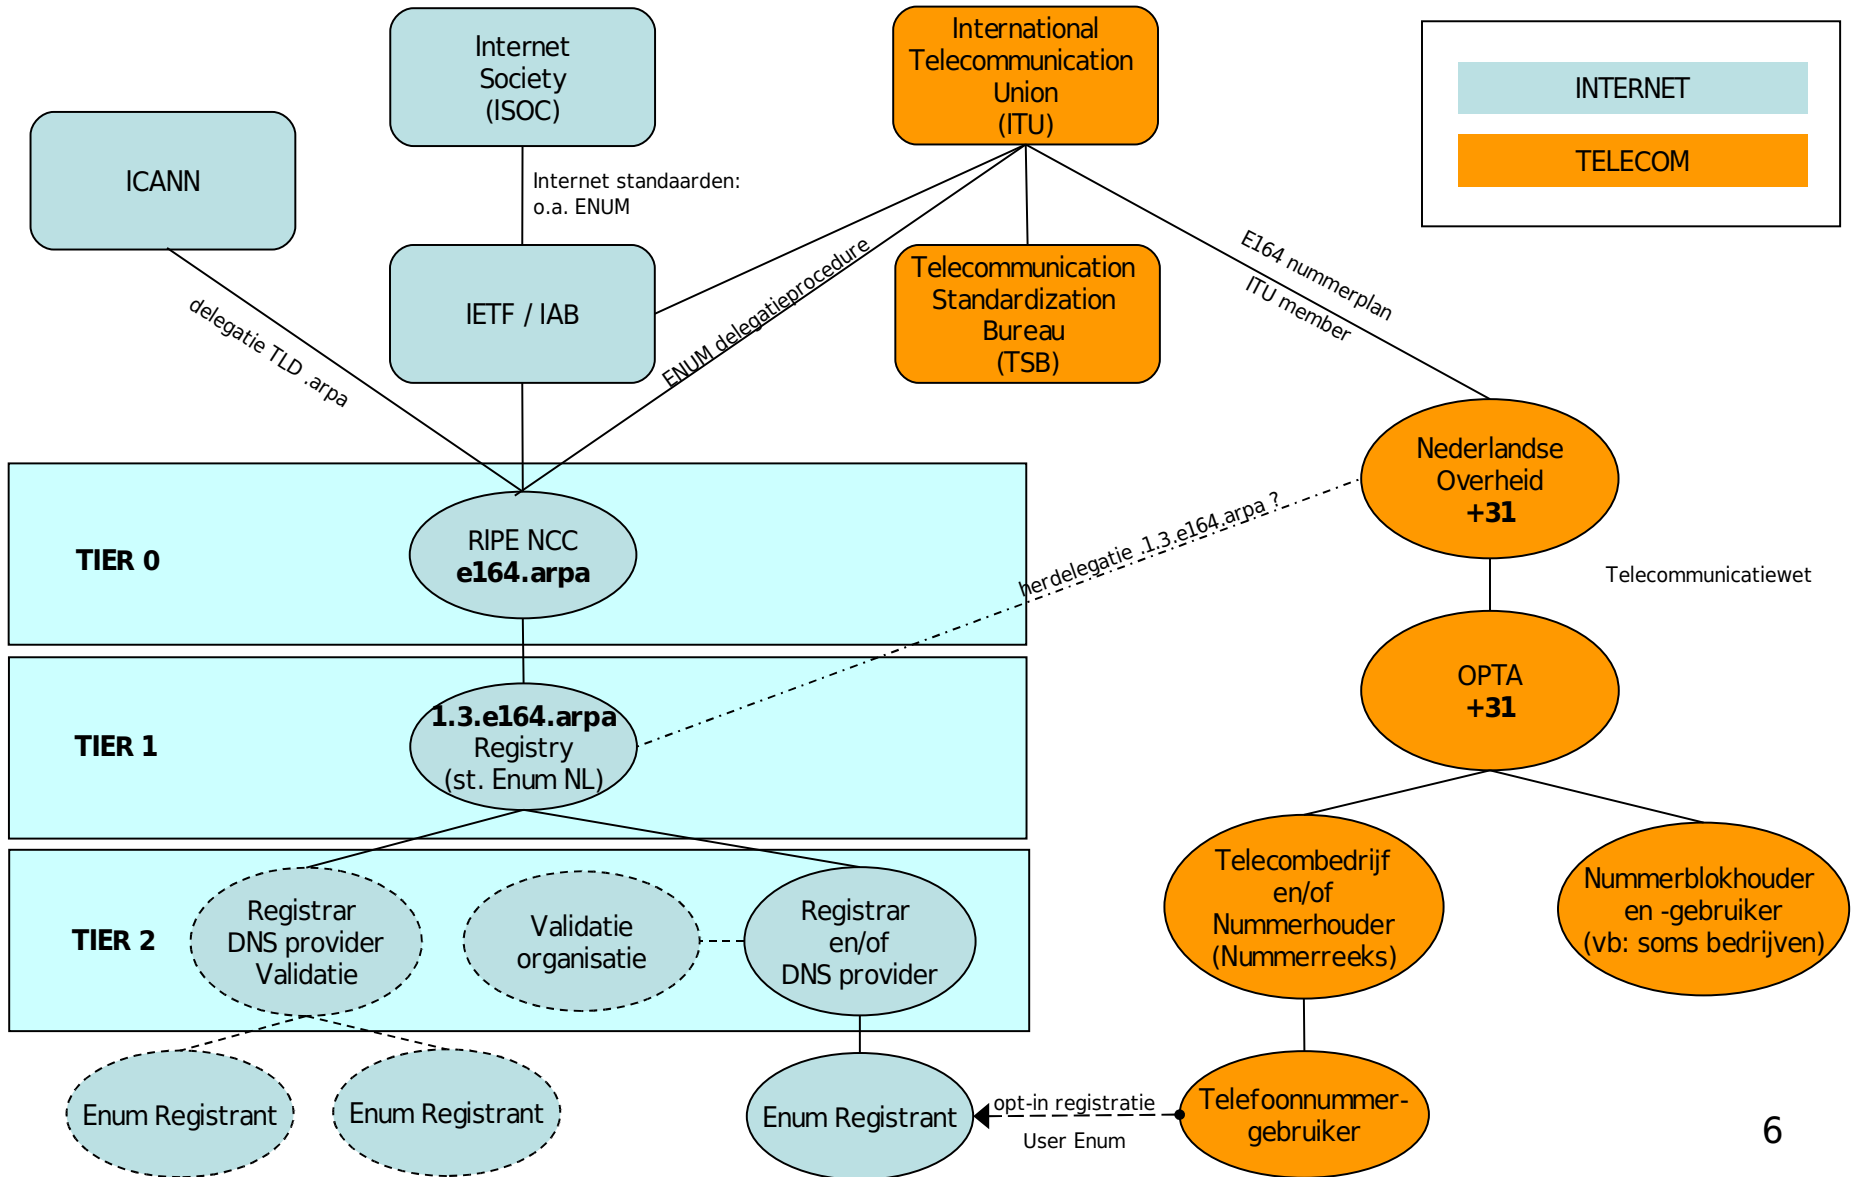 Internet
Society
(ISOC)
International
Telecommunication
Union
(ITU)
INTERNET
TELECOM
ICANN
Internet standaarden:
o.a. ENUM
IETF / IAB
Telecommunication
Standardization
Bureau
(TSB)
delegatie TLD .arpa
ENUM delegatieprocedure
E164 nummerplan
ITU member
Nederlandse
Overheid
+31
TIER 0
RIPE NCC
e164.arpa
herdelegatie .1.3.e164.arpa ?
Telecommunicatiewet
OPTA
+31
TIER 1
1.3.e164.arpa
Registry
(st. Enum NL)
TIER 2
Registrar
DNS provider
Validatie
Validatie
organisatie
Registrar
en/of
DNS provider
Telecombedrijf
en/of
Nummerhouder
(Nummerreeks)
Nummerblokhouder
en -gebruiker
(vb: soms bedrijven)
Enum Registrant
Enum Registrant
Enum Registrant
opt-in registratie
User Enum
Telefoonnummer-
gebruiker
6